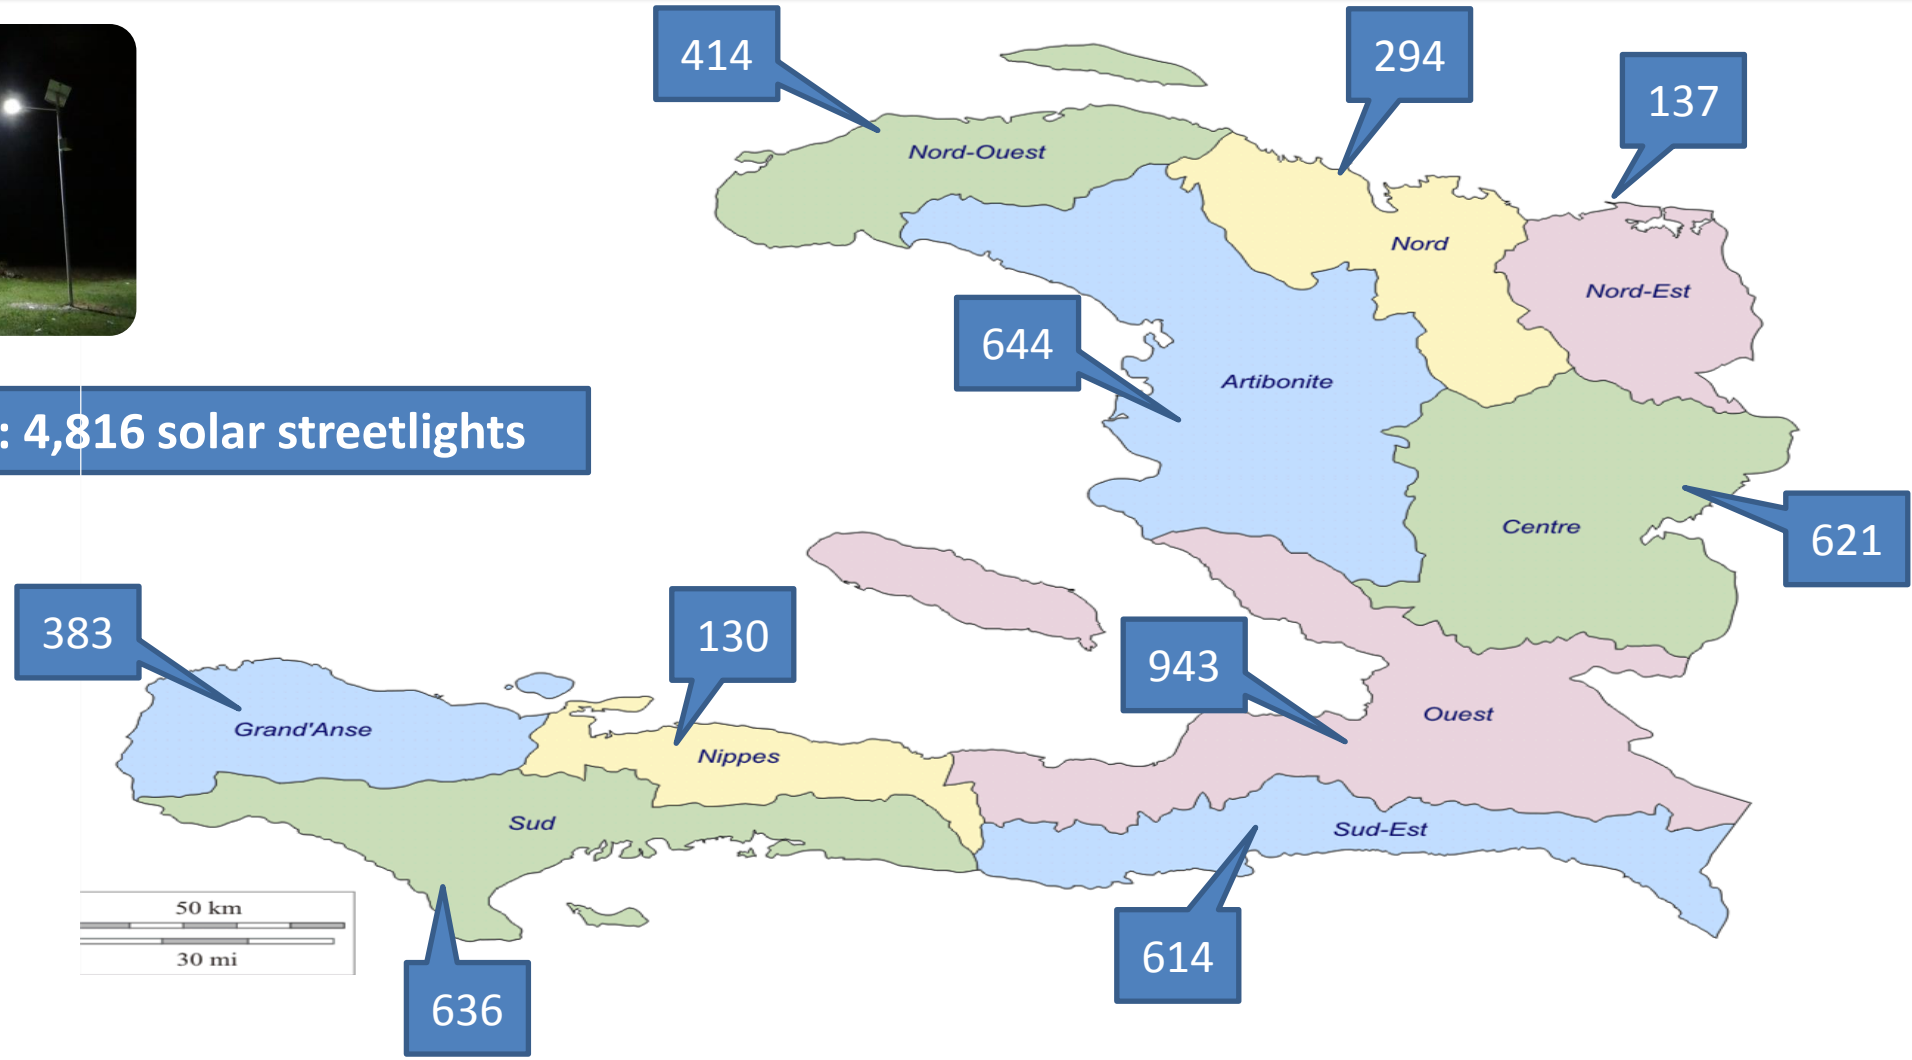 414
294
137
Nord-Ouest
Nord
Nord-Est
644
Artibonite
: 4,816 solar streetlights
Centre
621
383
130
943
Grand'Anse
Nippes
Ouest
Sud
Sud-Est
50 km
30 mi
614
636